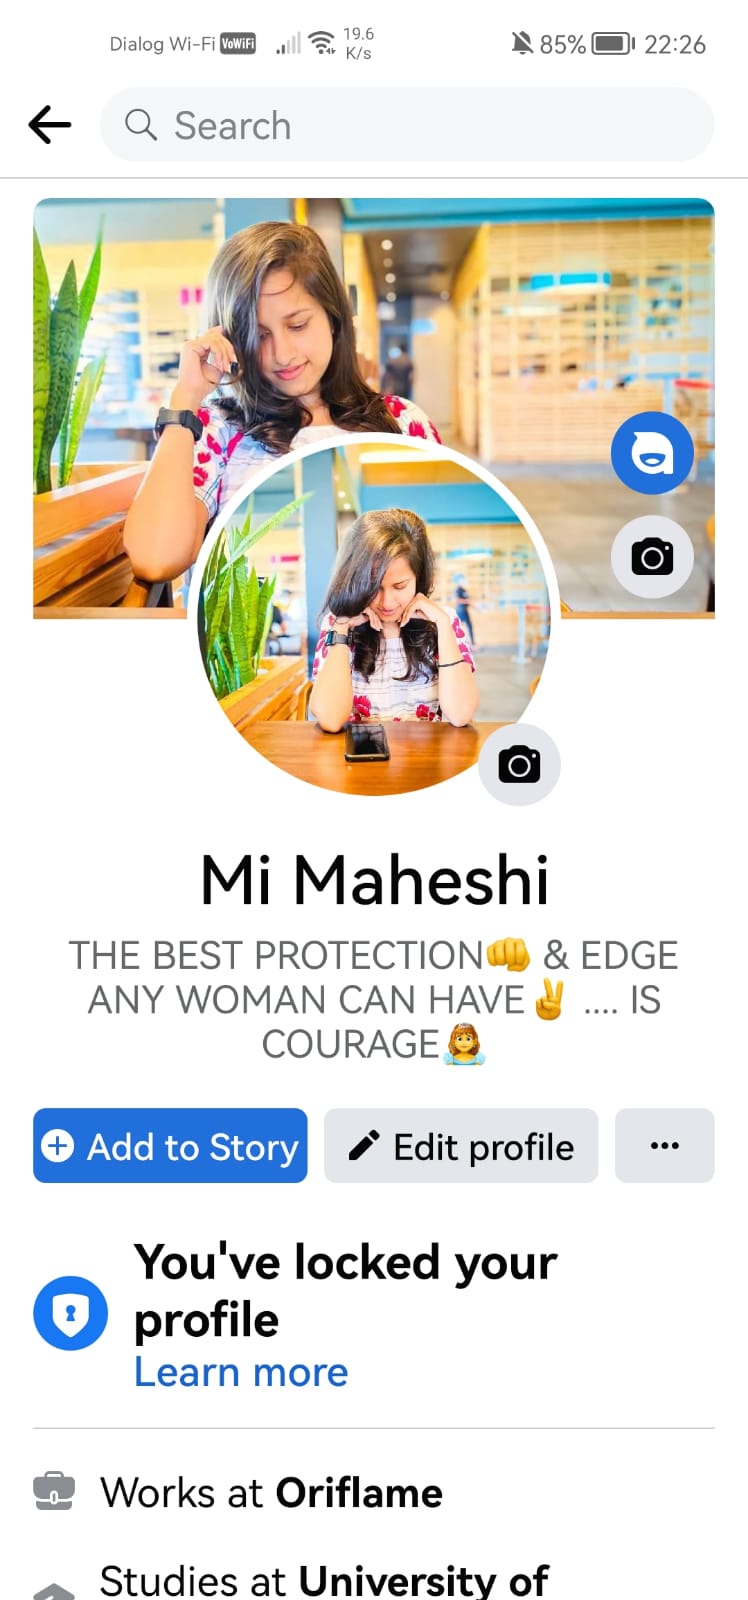 Dialog Wi-Fi VoWiFi 19.6 K/s 85% 22:26
Search
Mi Maheshi
THE BEST PROTECTION👊 & EDGE
ANY WOMAN CAN HAVE✌️ .... IS
COURAGE👸
Add to Story
Edit profile
You've locked your
profile
Learn more
Works at Oriflame
Studies at University of